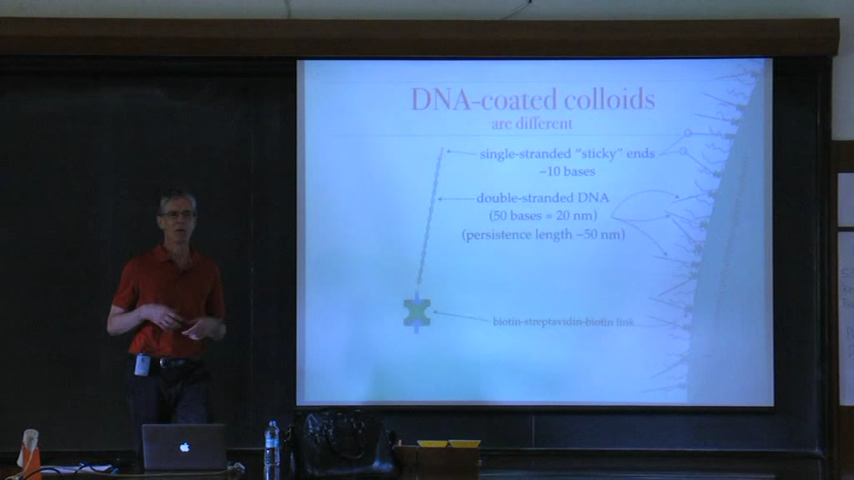 DNA-coated colloids
are different
single-stranded "sticky" ends
~10 bases
double-stranded DNA
(50 bases = 20 nm)
(persistence length ~50 nm)
biotin-streptavidin-biotin link